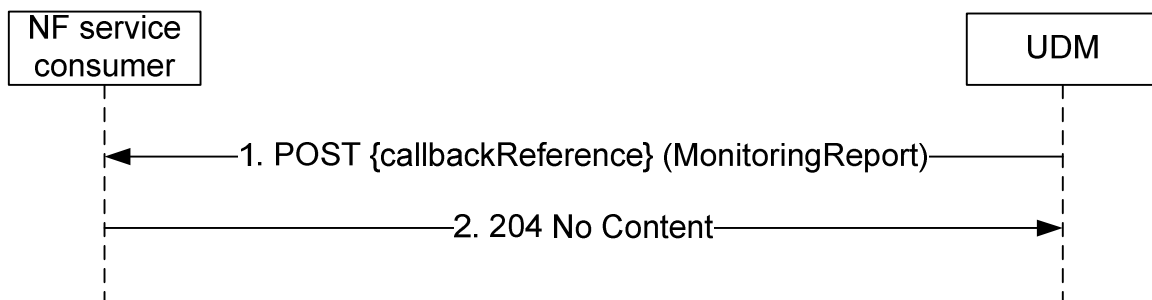 NF service
consumer
UDM
1. POST {callbackReference} (MonitoringReport)
2. 204 No Content